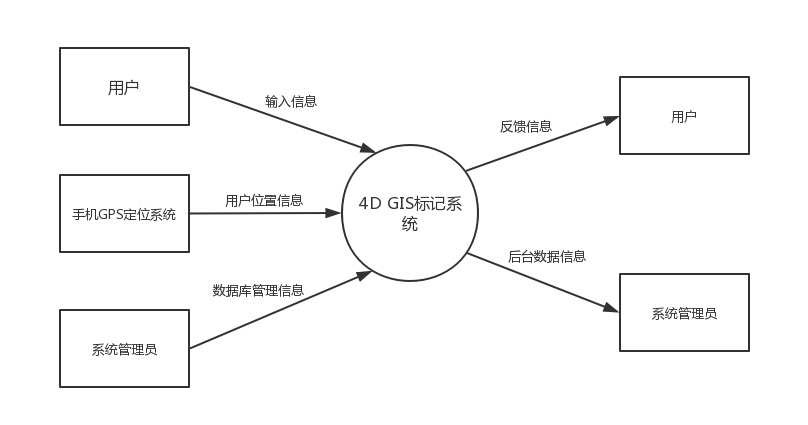 用户
输入信息
手机GPS定位系统
用户位置信息
系统管理员
数据库管理信息
4D GIS标记系
统
反馈信息
用户
后台数据信息
系统管理员